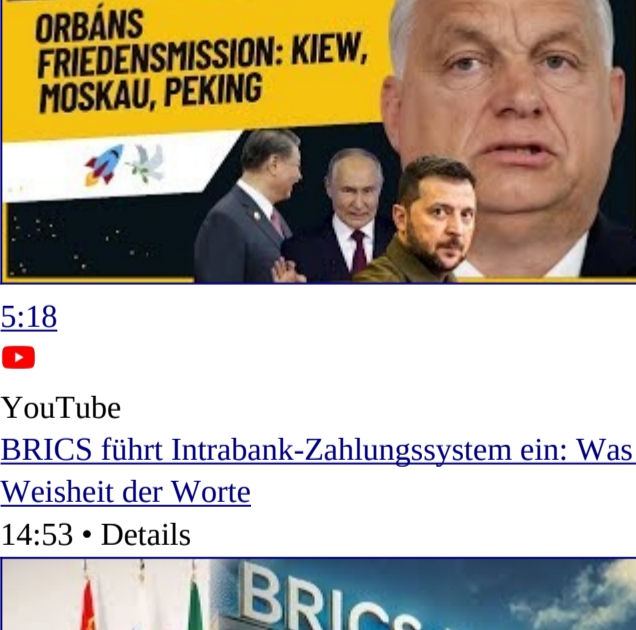 ORBÁNS
FRIEDENSMISSION: KIEW,
MOSKAU, PEKING
5:18
YouTube
BRICS führt Intrabank-Zahlungssystem ein: Was
Weisheit der Worte
14:53 • Details
BRICS